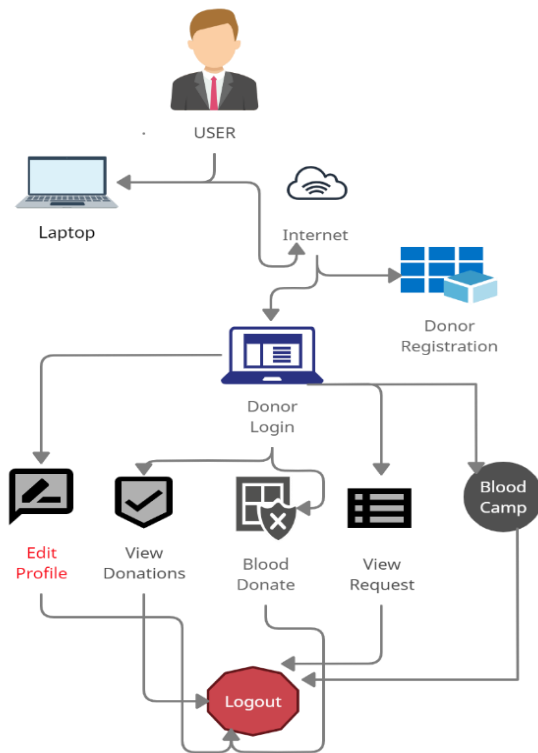 USER
Laptop
Internet
Donor
Registration
Donor
Login
Edit
Profile
View
Donations
Blood
Donate
View
Request
Blood
Camp
Logout